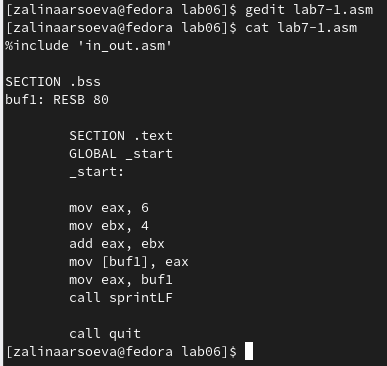 [zalinaarsoeva@fedora lab06]$ gedit lab7-1.asm
[zalinaarsoeva@fedora lab06]$ cat lab7-1.asm
%include 'in_out.asm'
SECTION .bss
buf1: RESB 80
SECTION .text
GLOBAL _start
_start:
mov eax, 6
mov ebx, 4
add eax, ebx
mov [buf1], eax
mov eax, buf1
call sprintLF
call quit
[zalinaarsoeva@fedora lab06]$